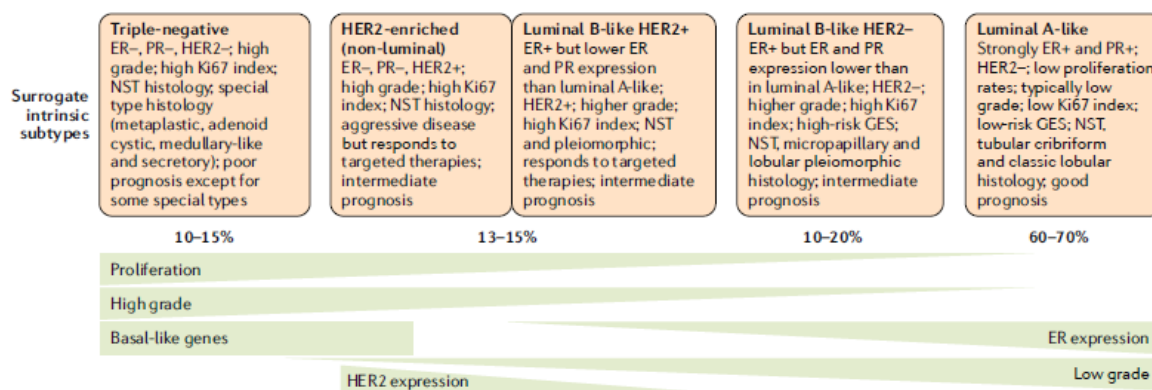 Surrogate
intrinsic
subtypes
Triple-negative
ER–, PR–, HER2–; high
grade; high Ki67 index;
NST histology; special
type histology
(metaplastic, adenoid
cystic, medullary-like
and secretory); poor
prognosis except for
some special types
HER2-enriched
(non-luminal)
ER–, PR–, HER2+;
high grade; high Ki67
index; NST histology;
aggressive disease
but responds to
targeted therapies;
intermediate
prognosis
Luminal B-like HER2+
ER+ but lower ER
and PR expression
than luminal A-like;
HER2+; higher grade;
high Ki67 index; NST
and pleiomorphic;
responds to targeted
therapies; intermediate
prognosis
Luminal B-like HER2–
ER+ but ER and PR
expression lower than
in luminal A-like; HER2–;
higher grade; high Ki67
index; high-risk GES;
NST, micropapillary and
lobular pleiomorphic
histology; intermediate
prognosis
Luminal A-like
Strongly ER+ and PR+;
HER2–; low proliferation
rates; typically low
grade; low Ki67 index;
low-risk GES; NST,
tubular cribriform
and classic lobular
histology; good
prognosis
10–15%
13–15%
10–20%
60–70%
Proliferation
High grade
Basal-like genes
ER expression
HER2 expression
Low grade